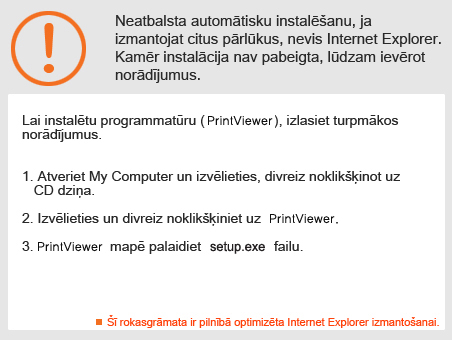 Neatbalsta automātisku instalēšanu, ja
izmantojat citus pārlūkus, nevis Internet Explorer.
Kamēr instalācija nav pabeigta, lūdzam ievērot
norādījumus.
Lai instalētu programmatūru (PrintViewer), izlasiet turpmākos
norādījumus.
1. Atveriet My Computer un izvēlieties, divreiz noklikšķinot uz
CD dziņa.
2. Izvēlieties un divreiz noklikšķiniet uz PrintViewer.
3. PrintViewer mapē palaidiet setup.exe failu.
Šī rokasgrāmata ir pilnībā optimizēta Internet Explorer izmantošanai.